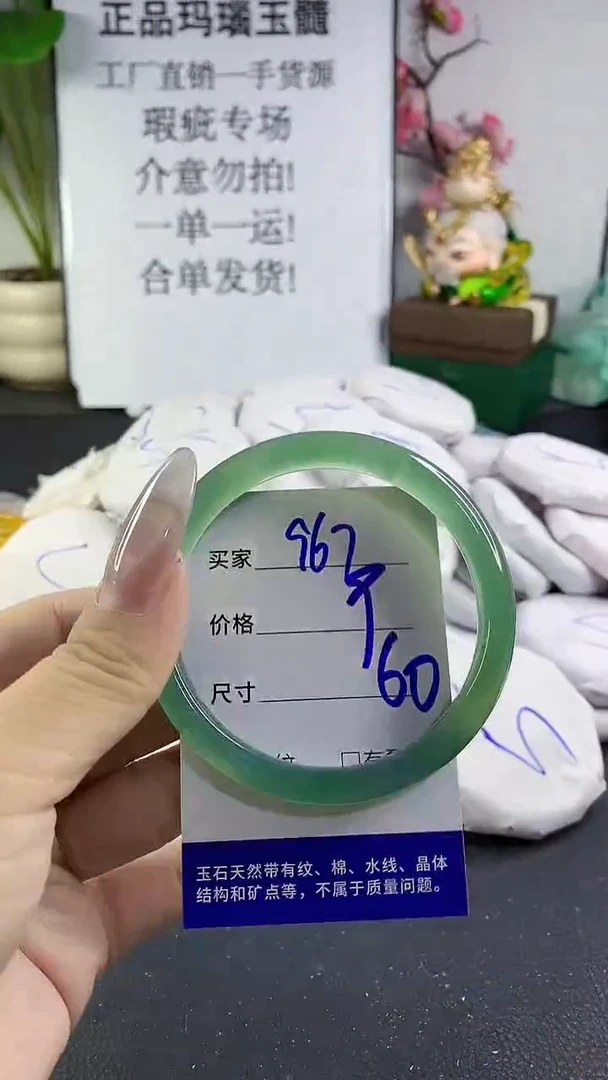 正品玛瑙玉髓
工厂直销一手货源
瑕疵专场
介意勿拍!
一单一运!
合单发货!
买家 962
价格
尺寸 60
纹 口有
玉石天然带有纹、棉、水线、晶体
结构和矿点等，不属于质量问题。